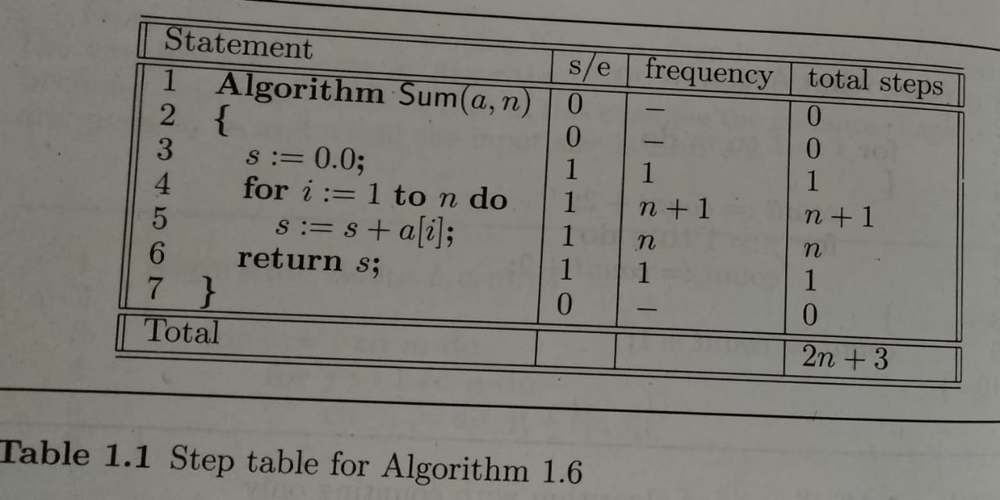 Statement s/e frequency total steps
1 Algorithm Sum(a, n) 0 — 0
2 { 0 — 0
3 s := 0.0; 1 1 1
4 for i := 1 to n do 1 n + 1 n + 1
5 s := s + a[i]; 1 n n
6 return s; 1 1 1
7 } 0 — 0
Total 2n + 3
Table 1.1 Step table for Algorithm 1.6